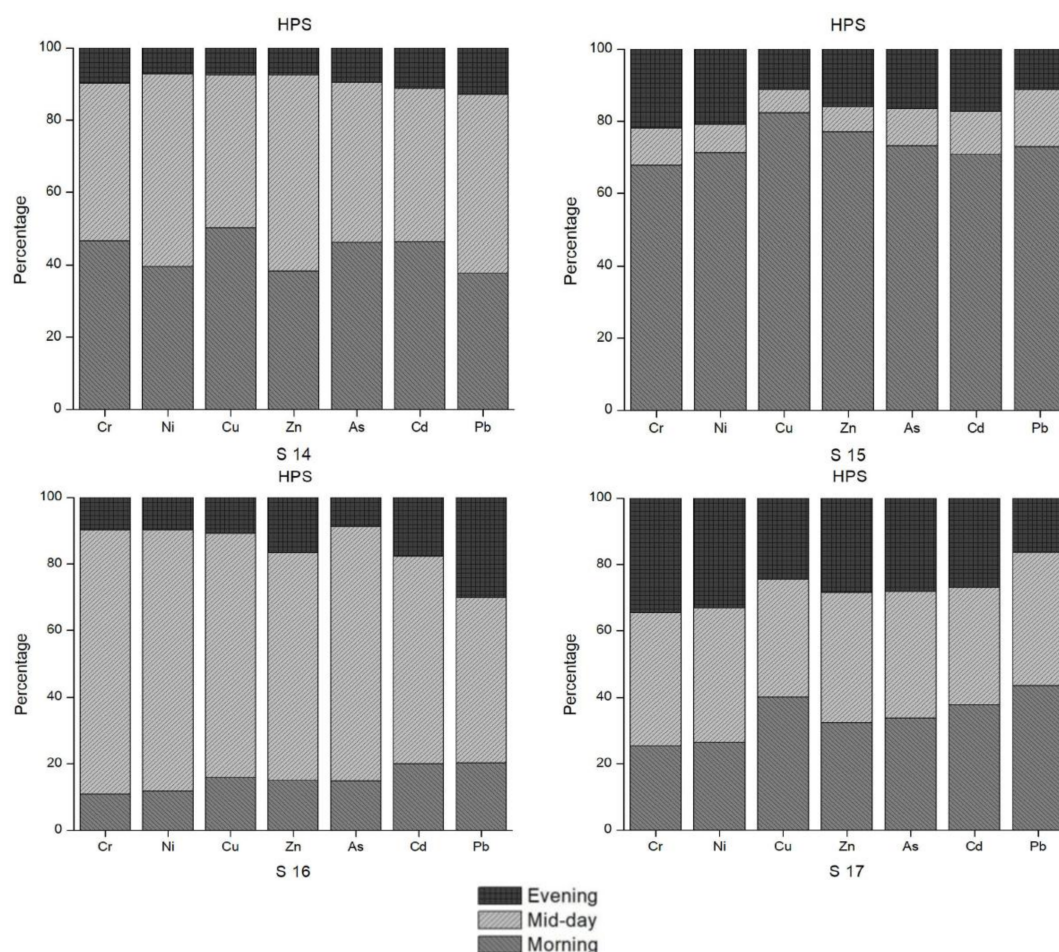 HPS
100
80
60
40
20
0
Percentage
Cr Ni Cu Zn As Cd Pb
S 14
HPS
100
80
60
40
20
0
Percentage
Cr Ni Cu Zn As Cd Pb
S 15
HPS
100
80
60
40
20
0
Percentage
Cr Ni Cu Zn As Cd Pb
S 16
HPS
100
80
60
40
20
0
Percentage
Cr Ni Cu Zn As Cd Pb
S 17
Evening
Mid-day
Morning